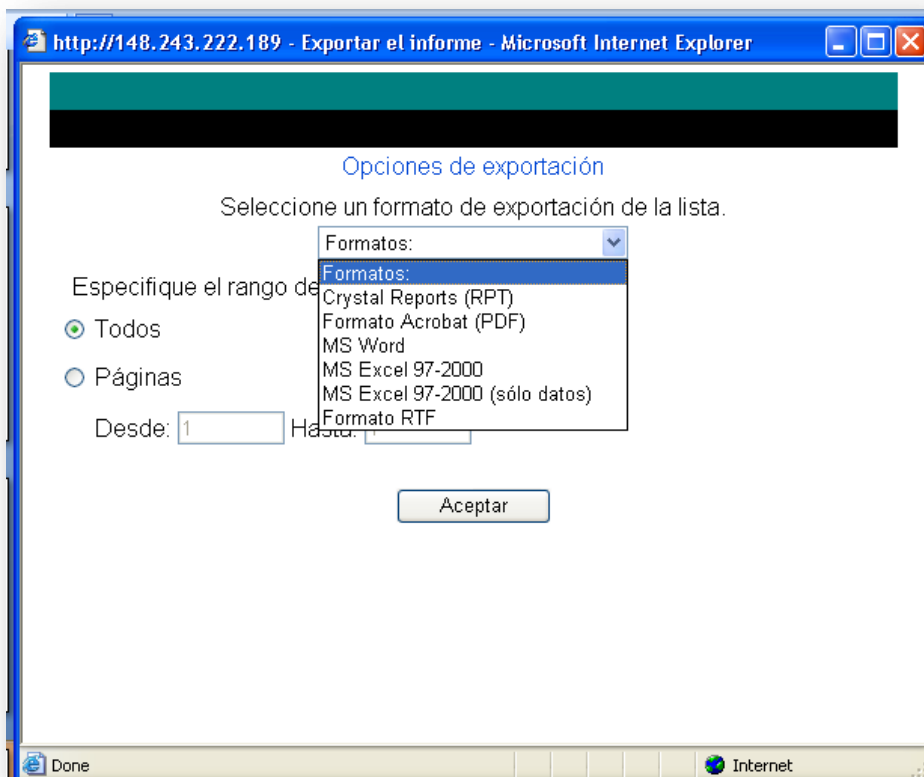 http://148.243.222.189 - Exportar el informe - Microsoft Internet Explorer
Opciones de exportación
Seleccione un formato de exportación de la lista.
Formatos:
Formatos:
Crystal Reports (RPT)
Formato Acrobat (PDF)
MS Word
MS Excel 97-2000
MS Excel 97-2000 (sólo datos)
Formato RTF
Especifique el rango de
Todos
Páginas
Desde: 1 Hasta:
Aceptar
Done Internet